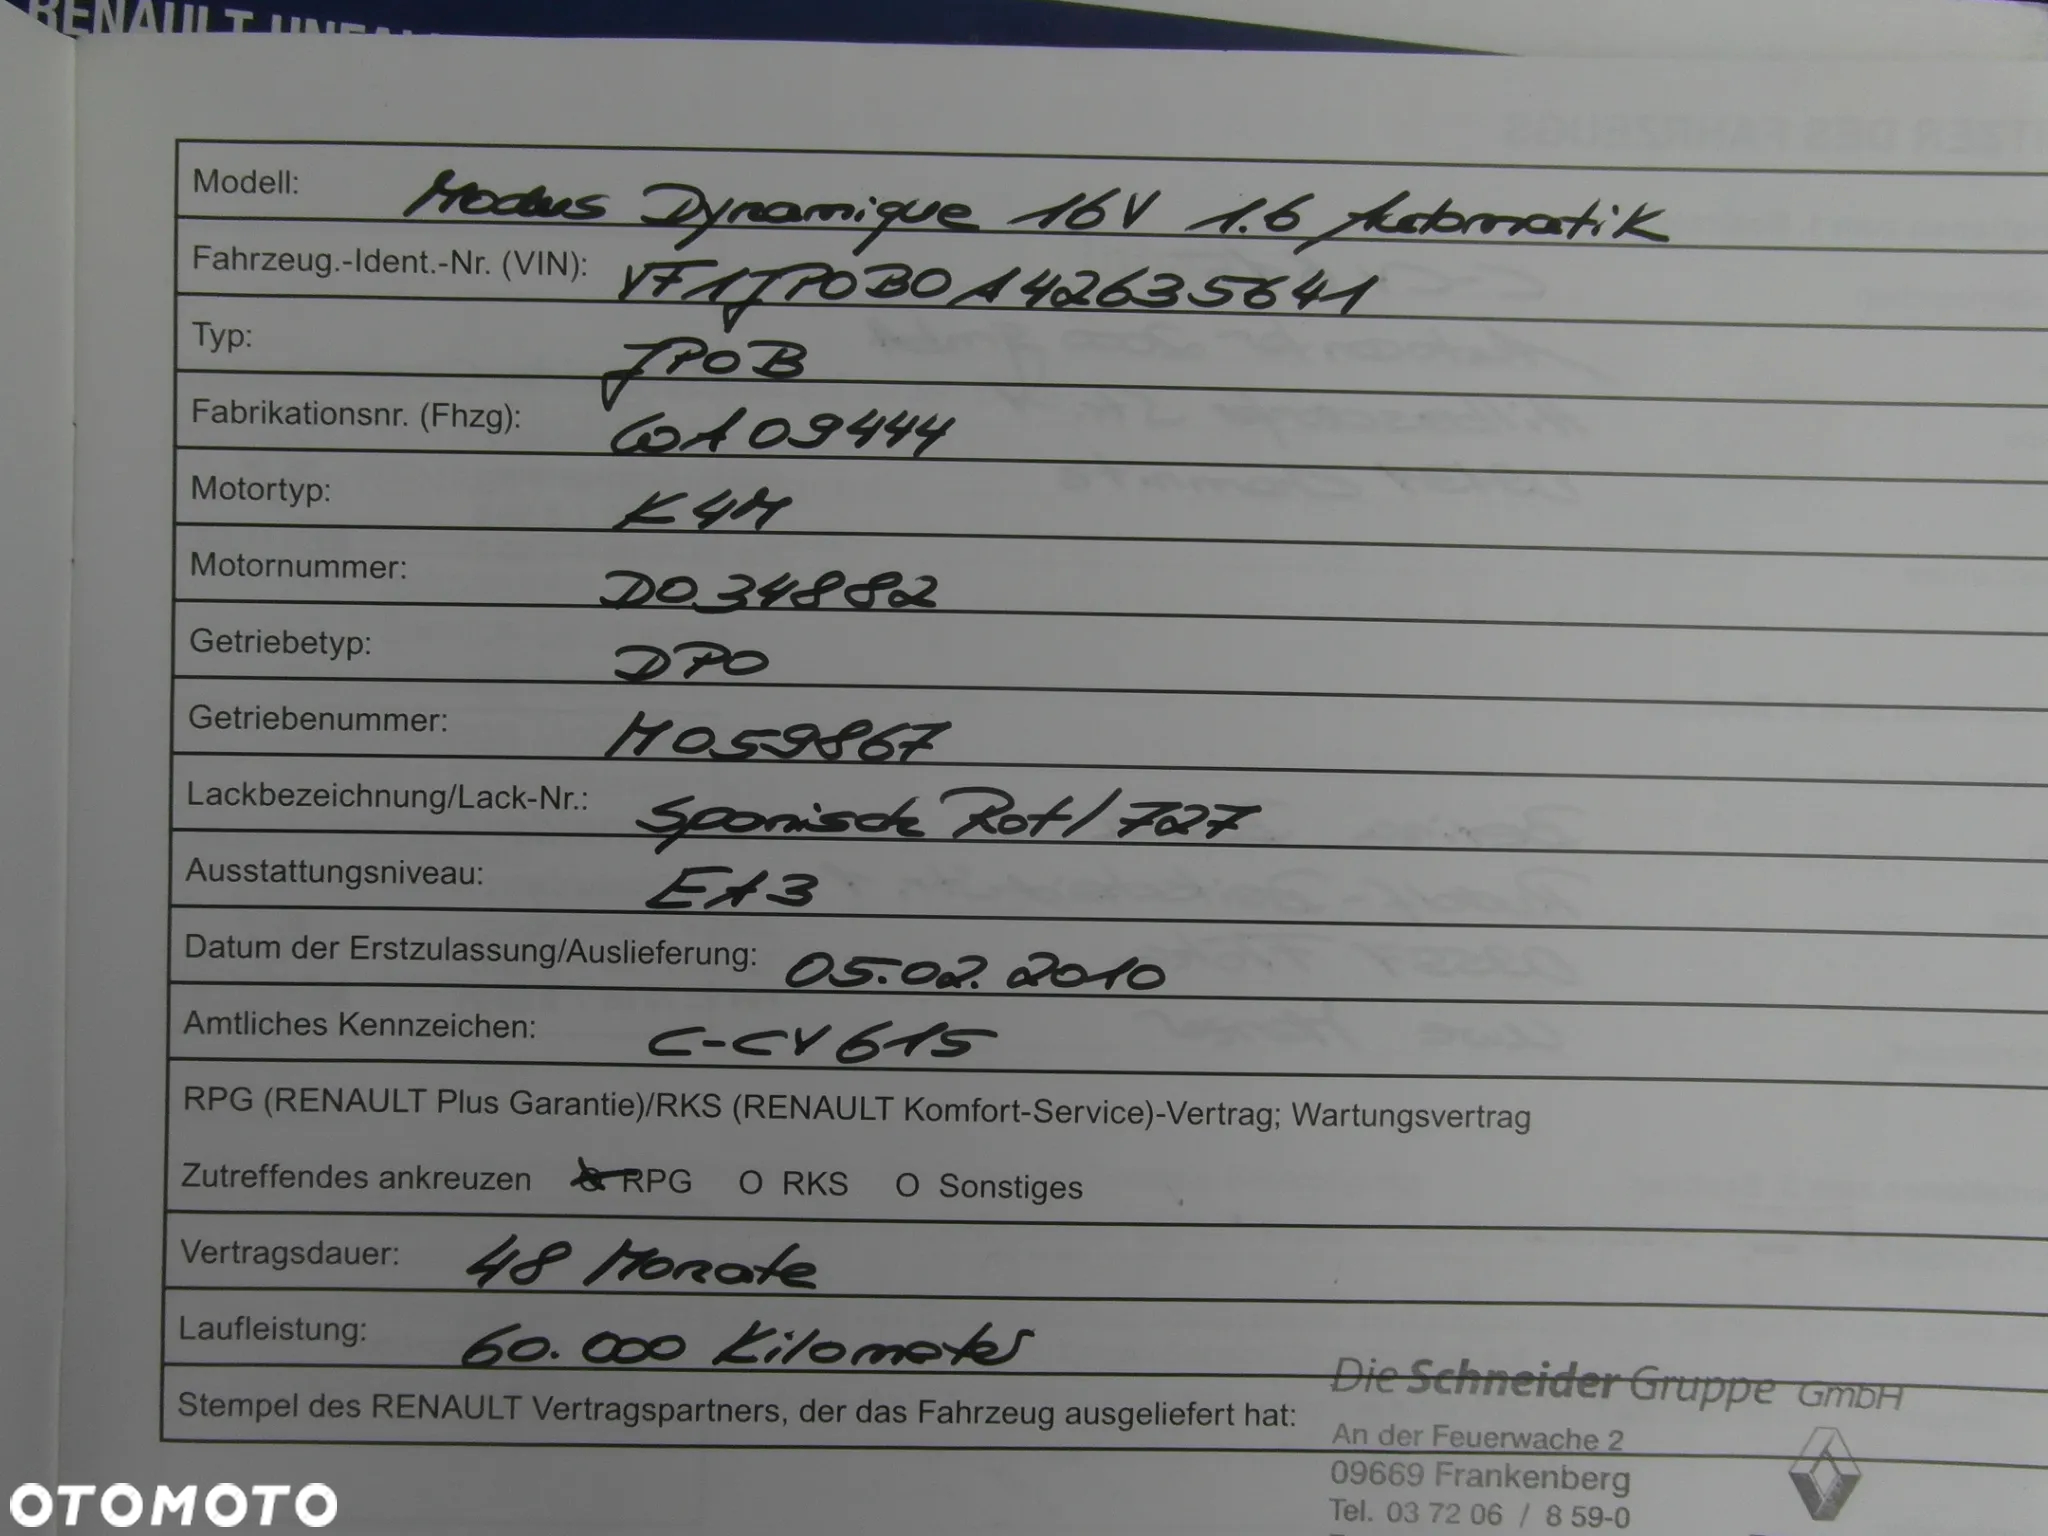 RENAULT UNFAL
Modell: Modus Dynamique 16V 1.6 Automatik
Fahrzeug.-Ident.-Nr. (VIN): VF1JP0B0A42635641
Typ: JP0B
Fabrikationsnr. (Fhzg): WA09444
Motortyp: K4M
Motornummer: D034882
Getriebetyp: DP0
Getriebenummer: M059867
Lackbezeichnung/Lack-Nr.: Spanisch Rot/727
Ausstattungsniveau: EA3
Datum der Erstzulassung/Auslieferung: 05.02.2010
Amtliches Kennzeichen: C-CV 615
RPG (RENAULT Plus Garantie)/RKS (RENAULT Komfort-Service)-Vertrag; Wartungsvertrag
Zutreffendes ankreuzen RPG O RKS O Sonstiges
Vertragsdauer: 48 Monate
Laufleistung: 60.000 Kilometer
Stempel des RENAULT Vertragspartners, der das Fahrzeug ausgeliefert hat:
Die Schneider Gruppe GmbH
An der Feuerwache 2
09669 Frankenberg
Tel. 03 72 06 / 8 59-0
OTOMOTO